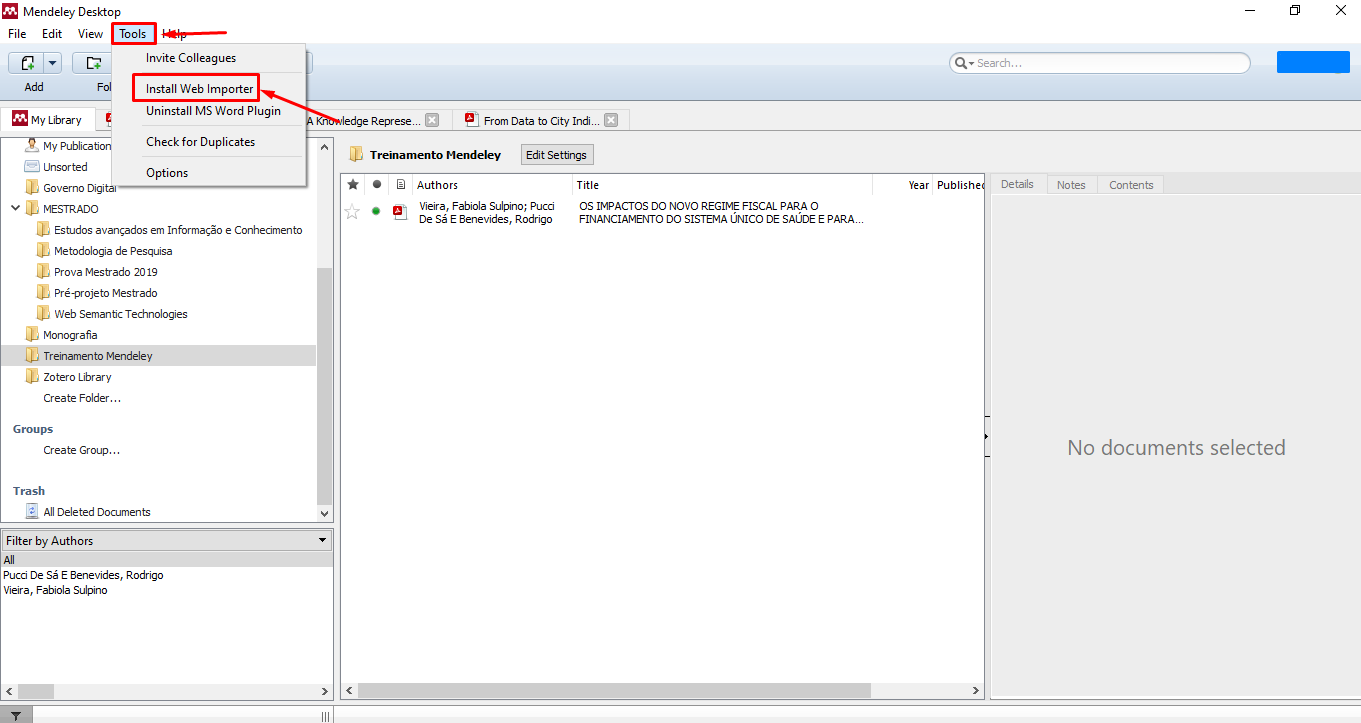 Mendeley Desktop
File Edit View Tools Help
Invite Colleagues
Install Web Importer
Uninstall MS Word Plugin
Check for Duplicates
Options
Add
Fol
Search...
My Library
A Knowledge Represe...
From Data to City Indi...
My Publication
Unsorted
Governo Digital
MESTRADO
Estudos avançados em Informação e Conhecimento
Metodologia de Pesquisa
Prova Mestrado 2019
Pré-projeto Mestrado
Web Semantic Technologies
Monografia
Treinamento Mendeley
Zotero Library
Create Folder...
Groups
Create Group...
Trash
All Deleted Documents
Filter by Authors
All
Pucci De Sá E Benevides, Rodrigo
Vieira, Fabiola Sulpino
Treinamento Mendeley Edit Settings
Authors Title Year Published
Vieira, Fabiola Sulpino; Pucci
De Sá E Benevides, Rodrigo
OS IMPACTOS DO NOVO REGIME FISCAL PARA O
FINANCIAMENTO DO SISTEMA ÚNICO DE SAÚDE E PARA...
Details Notes Contents
No documents selected